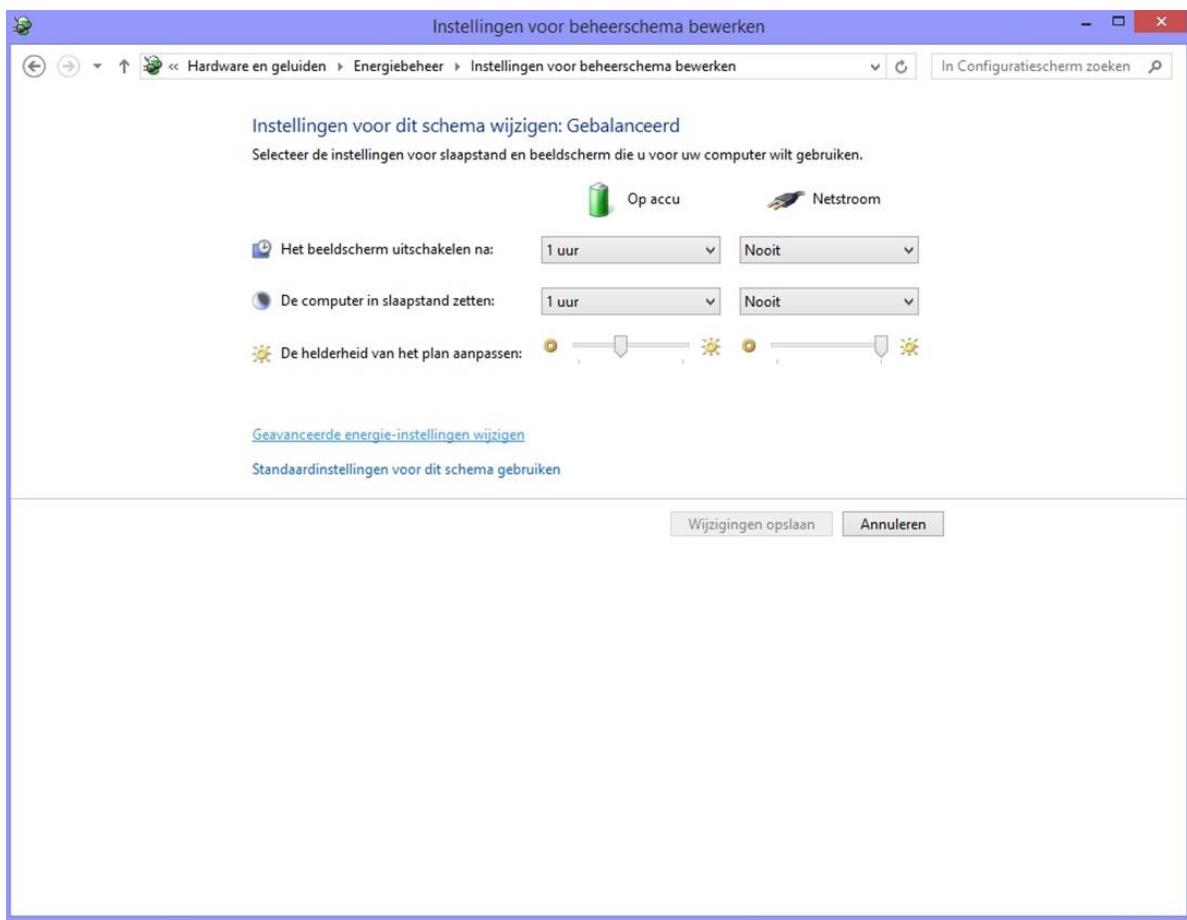 Instellingen voor beheerschema bewerken
« Hardware en geluiden Energiebeheer Instellingen voor beheerschema bewerken In Configuratiescherm zoeken
Instellingen voor dit schema wijzigen: Gebalanceerd
Selecteer de instellingen voor slaapstand en beeldscherm die u voor uw computer wilt gebruiken.
Op accu Netstroom
Het beeldscherm uitschakelen na: 1 uur Nooit
De computer in slaapstand zetten: 1 uur Nooit
De helderheid van het plan aanpassen:
Geavanceerde energie-instellingen wijzigen
Standaardinstellingen voor dit schema gebruiken
Wijzigingen opslaan Annuleren